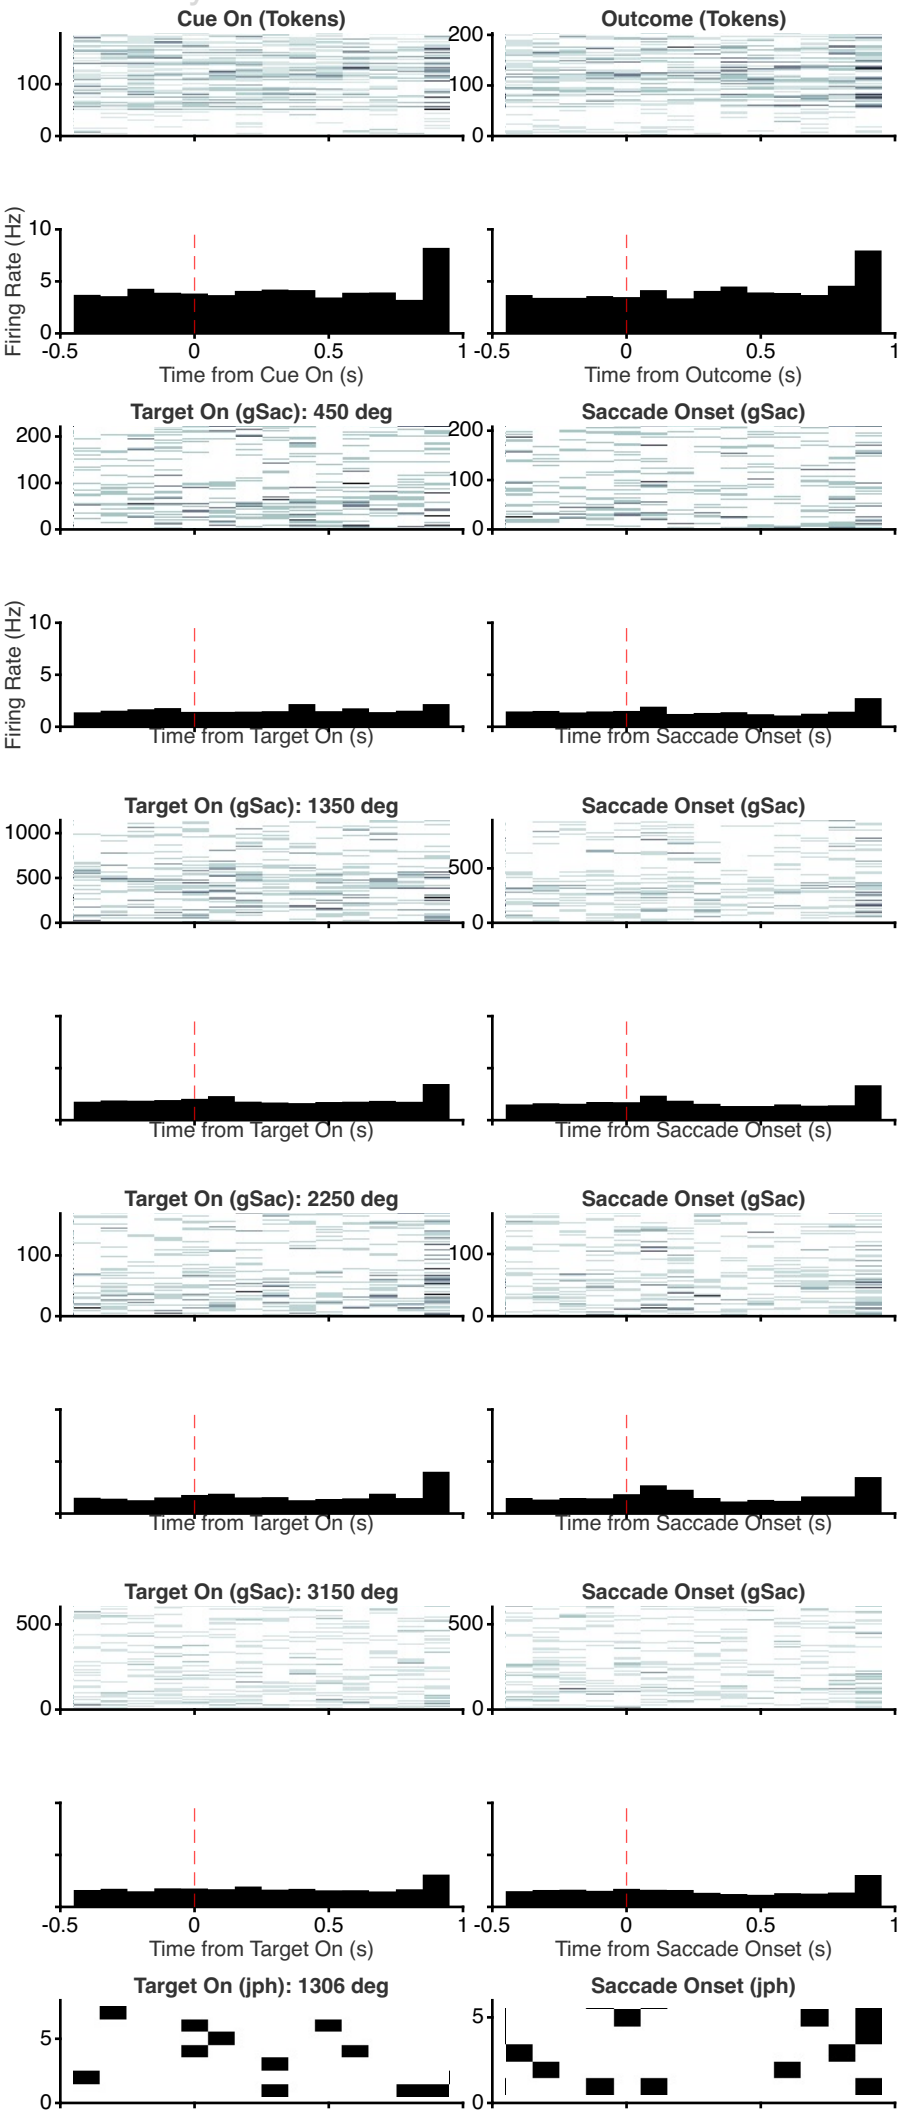 Cue On (Tokens) Outcome (Tokens)
200
100 100
0 0
Firing Rate (Hz)
10
5
0
-0.5 0 0.5 1 -0.5 0 0.5 1
Time from Cue On (s) Time from Outcome (s)
Target On (gSac): 450 deg Saccade Onset (gSac)
200 200
100 100
0 0
Firing Rate (Hz)
10
5
0
Time from Target On (s) Time from Saccade Onset (s)
Target On (gSac): 1350 deg Saccade Onset (gSac)
1000
500 500
0 0
Time from Target On (s) Time from Saccade Onset (s)
Target On (gSac): 2250 deg Saccade Onset (gSac)
100 100
0 0
Time from Target On (s) Time from Saccade Onset (s)
Target On (gSac): 3150 deg Saccade Onset (gSac)
500 500
0 0
-0.5 0 0.5 1 -0.5 0 0.5 1
Time from Target On (s) Time from Saccade Onset (s)
Target On (jph): 1306 deg Saccade Onset (jph)
5 5
0 0